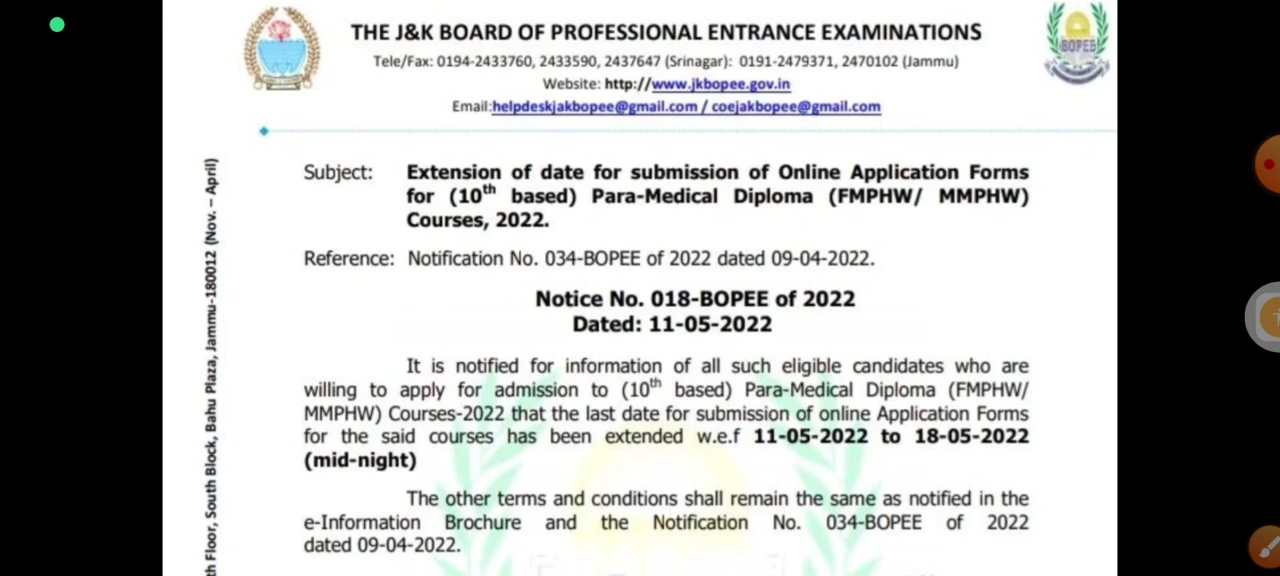 THE J&K BOARD OF PROFESSIONAL ENTRANCE EXAMINATIONS
Tele/Fax: 0194-2433760, 2433590, 2437647 (Srinagar): 0191-2479371, 2470102 (Jammu)
Website: http://www.jkbopee.gov.in
Email:helpdeskjakbopee@gmail.com / coejakbopee@gmail.com
BOPEE
Floor, South Block, Bahu Plaza, Jammu-180012 (Nov. – April)
Subject: Extension of date for submission of Online Application Forms
for (10th based) Para-Medical Diploma (FMPHW/ MMPHW)
Courses, 2022.
Reference: Notification No. 034-BOPEE of 2022 dated 09-04-2022.
Notice No. 018-BOPEE of 2022
Dated: 11-05-2022
It is notified for information of all such eligible candidates who are
willing to apply for admission to (10th based) Para-Medical Diploma (FMPHW/
MMPHW) Courses-2022 that the last date for submission of online Application Forms
for the said courses has been extended w.e.f 11-05-2022 to 18-05-2022
(mid-night)
The other terms and conditions shall remain the same as notified in the
e-Information Brochure and the Notification No. 034-BOPEE of 2022
dated 09-04-2022.